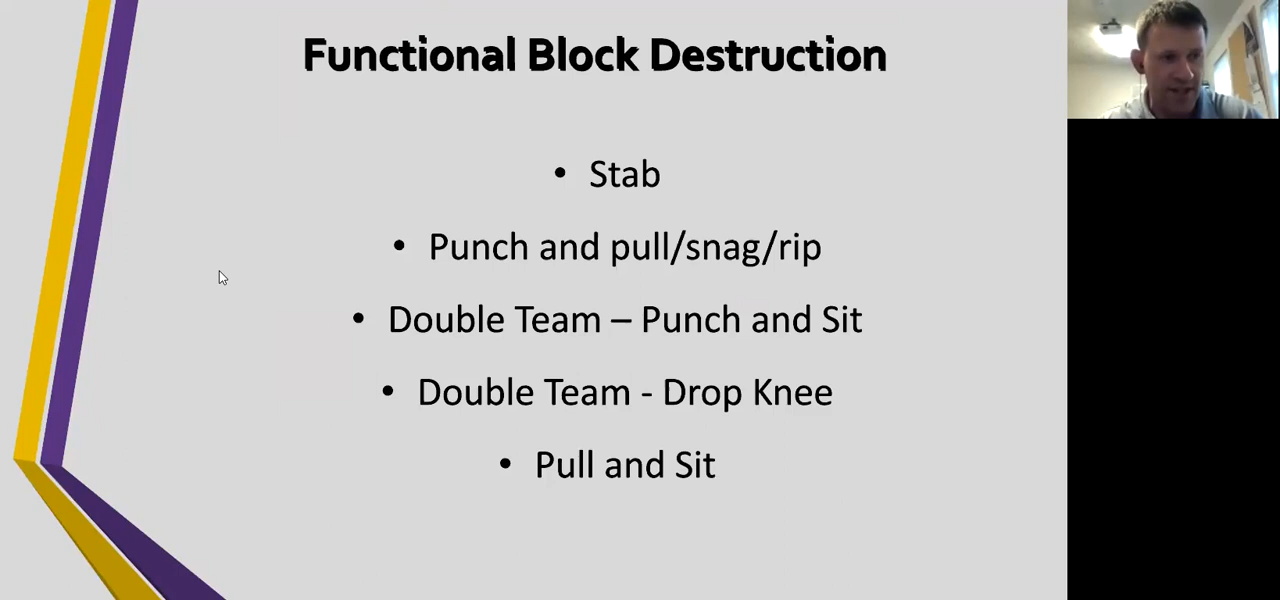 Functional Block Destruction
• Stab
• Punch and pull/snag/rip
• Double Team – Punch and Sit
• Double Team - Drop Knee
• Pull and Sit